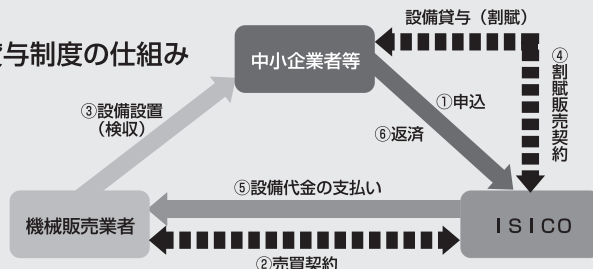 設備貸与(割賦)
与制度の仕組み
中小企業者等
④割賦販売契約
③設備設置
(検収)
①申込
⑥返済
⑤設備代金の支払い
機械販売業者
ISICO
②売買契約